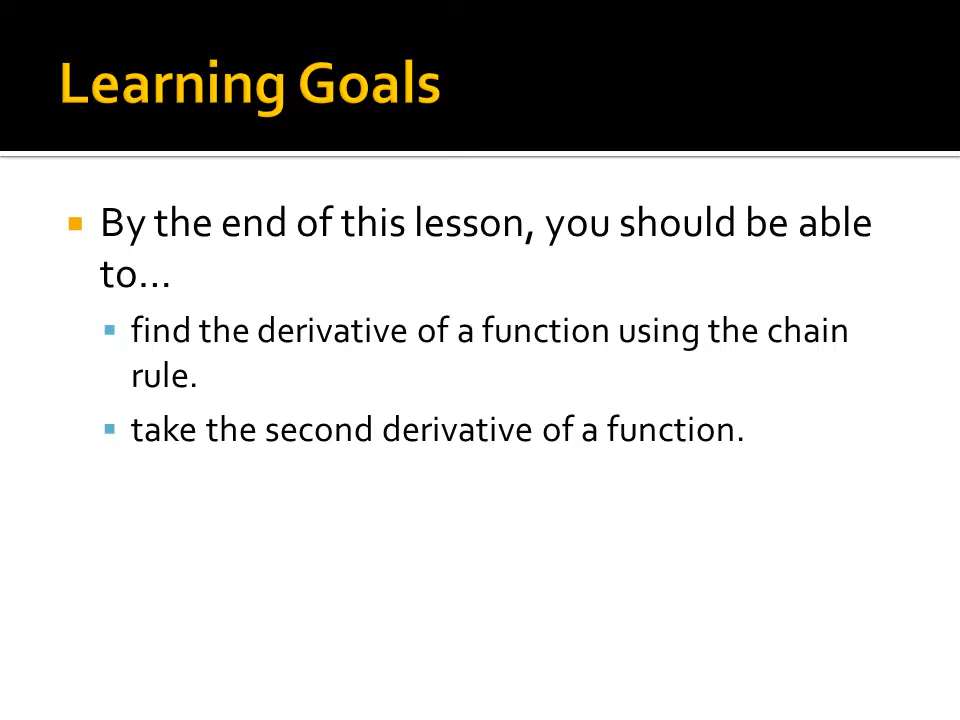 Learning Goals
By the end of this lesson, you should be able
to…
find the derivative of a function using the chain
rule.
take the second derivative of a function.